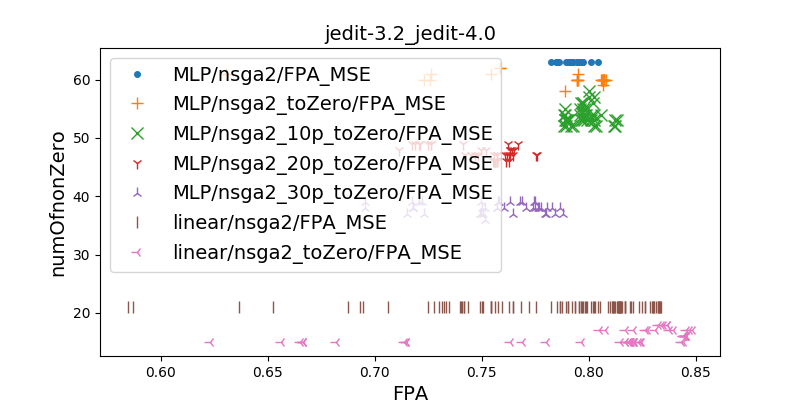 jedit-3.2_jedit-4.0
numOfnonZero
60
50
40
30
20
MLP/nsga2/FPA_MSE
MLP/nsga2_toZero/FPA_MSE
MLP/nsga2_10p_toZero/FPA_MSE
MLP/nsga2_20p_toZero/FPA_MSE
MLP/nsga2_30p_toZero/FPA_MSE
linear/nsga2/FPA_MSE
linear/nsga2_toZero/FPA_MSE
0.60 0.65 0.70 0.75 0.80 0.85
FPA